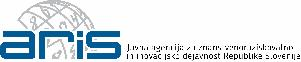 aris
Javna agencija za znanstvenoraziskovalno
in inovacijsko dejavnost Republike Slovenije